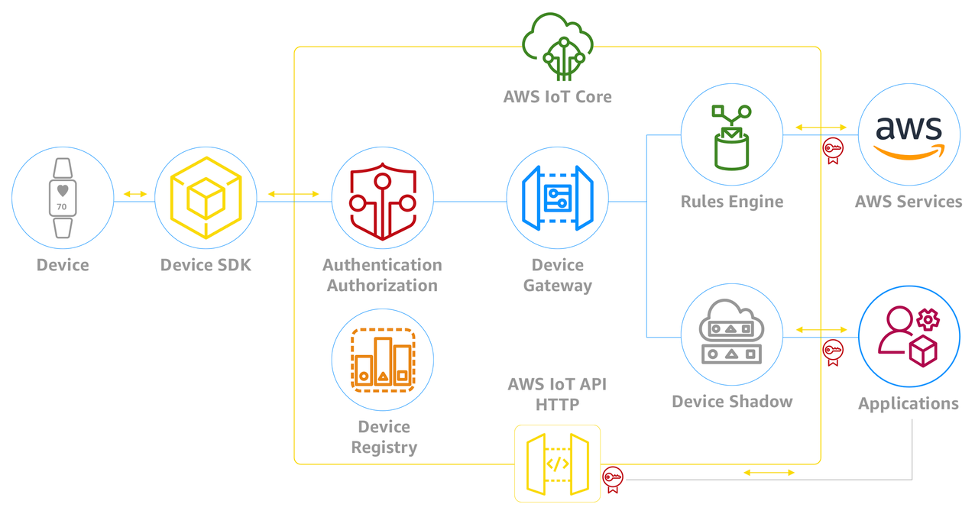 AWS IoT Core
aws
70
Rules Engine
AWS Services
Device
Device SDK
Authentication
Authorization
Device
Gateway
AWS IoT API
HTTP
Device Shadow
Applications
Device
Registry
</>